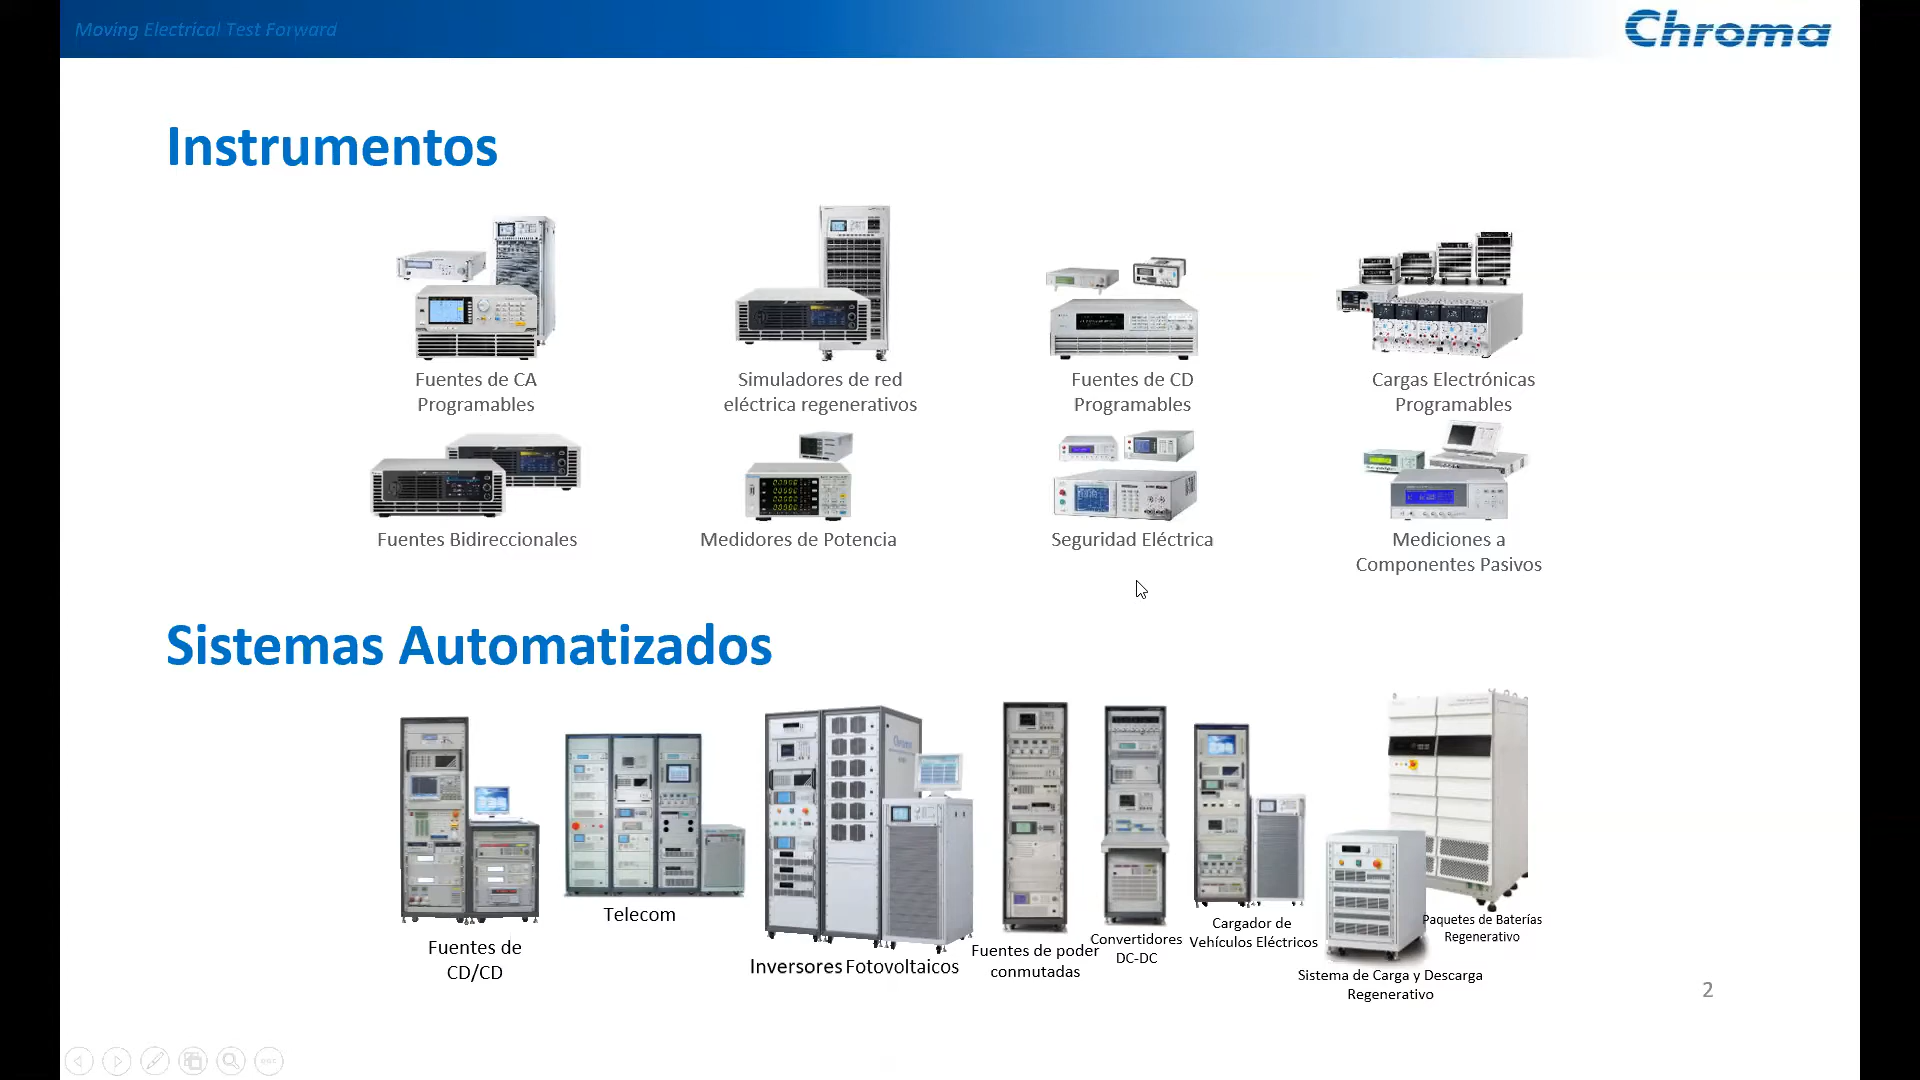 Moving Electrical Test Forward
Chroma
Instrumentos
Fuentes de CA
Programables
Simuladores de red
eléctrica regenerativos
Fuentes de CD
Programables
Cargas Electrónicas
Programables
Fuentes Bidireccionales
Medidores de Potencia
Seguridad Eléctrica
Mediciones a
Componentes Pasivos
Sistemas Automatizados
Fuentes de
CD/CD
Telecom
Inversores Fotovoltaicos
Fuentes de poder
conmutadas
Convertidores
DC-DC
Cargador de
Vehículos Eléctricos
Sistema de Carga y Descarga
Regenerativo
Paquetes de Baterías
Regenerativo
2